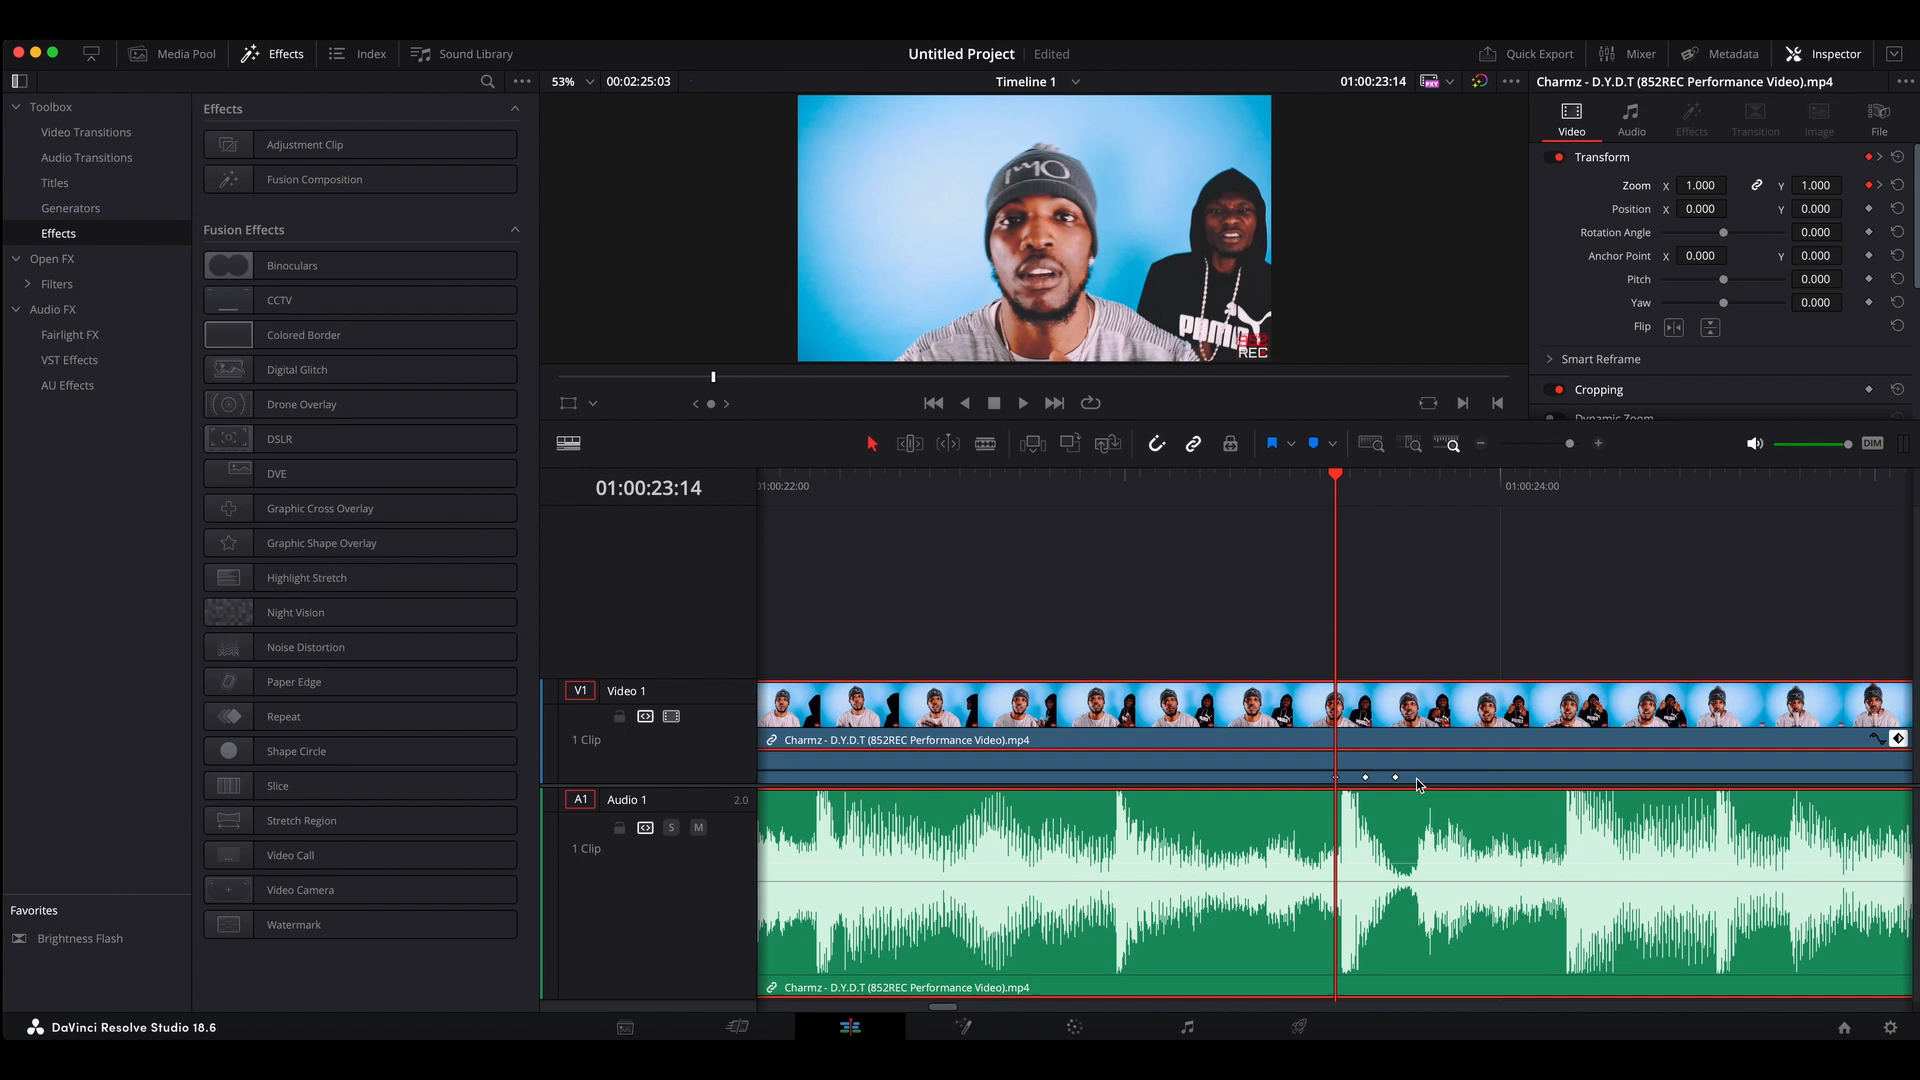 Media Pool
Effects
Index
Sound Library
Untitled Project
Edited
Quick Export
Mixer
Metadata
Inspector
53%
00:02:25:03
Timeline 1
01:00:23:14
PXY
Charmz - D.Y.D.T (852REC Performance Video).mp4
Toolbox
Video Transitions
Audio Transitions
Titles
Generators
Effects
Open FX
Filters
Audio FX
Fairlight FX
VST Effects
AU Effects
Favorites
Brightness Flash
Effects
Adjustment Clip
Fusion Composition
Fusion Effects
Binoculars
CCTV
Colored Border
Digital Glitch
Drone Overlay
DSLR
DVE
Graphic Cross Overlay
Graphic Shape Overlay
Highlight Stretch
Night Vision
Noise Distortion
Paper Edge
Repeat
Shape Circle
Slice
Stretch Region
Video Call
Video Camera
Watermark
852
REC
Video
Audio
Effects
Transition
Image
File
Transform
Zoom X 1.000 Y 1.000
Position X 0.000 Y 0.000
Rotation Angle 0.000
Anchor Point X 0.000 Y 0.000
Pitch 0.000
Yaw 0.000
Flip
Smart Reframe
Cropping
Dynamic Zoom
DIM
01:00:23:14
01:00:22:00
01:00:24:00
V1 Video 1
1 Clip
Charmz - D.Y.D.T (852REC Performance Video).mp4
A1 Audio 1 2.0
S M
1 Clip
Charmz - D.Y.D.T (852REC Performance Video).mp4
DaVinci Resolve Studio 18.6